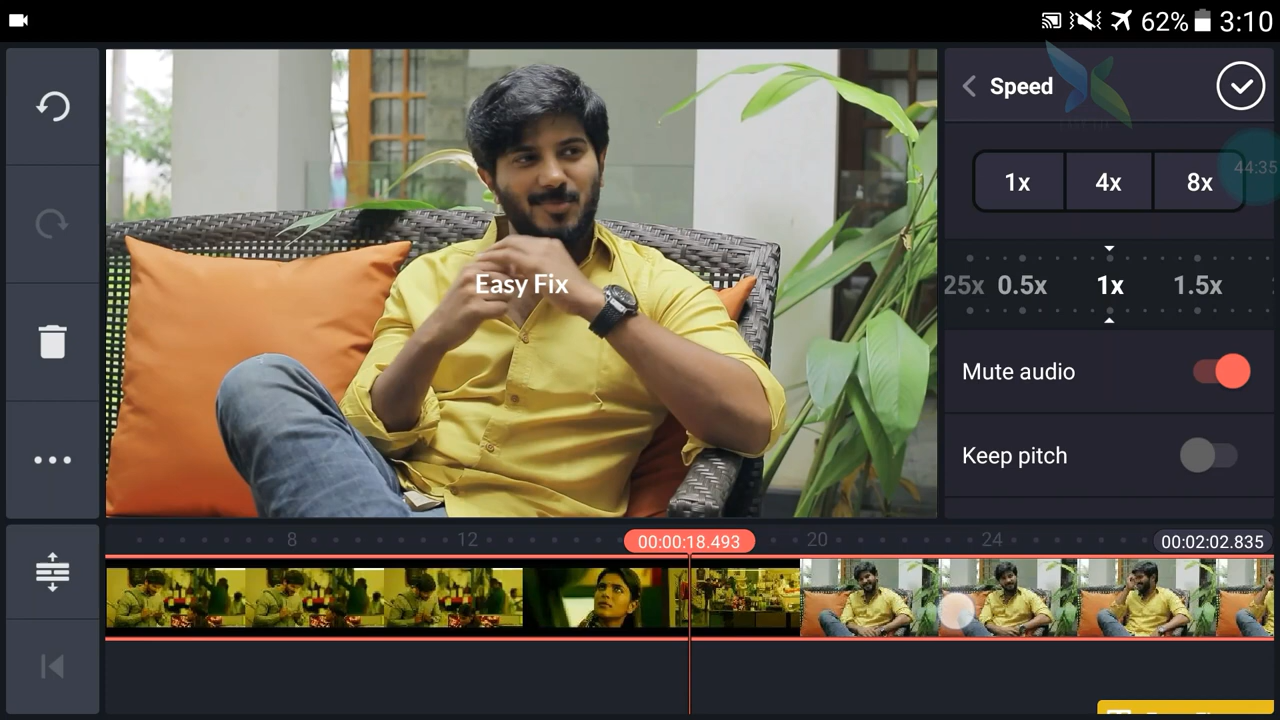 62% 3:10
Speed
44:35
1x 4x 8x
25x 0.5x 1x 1.5x
Easy Fix
Mute audio
Keep pitch
8 12 00:00:18.493 20 24 00:02:02.835